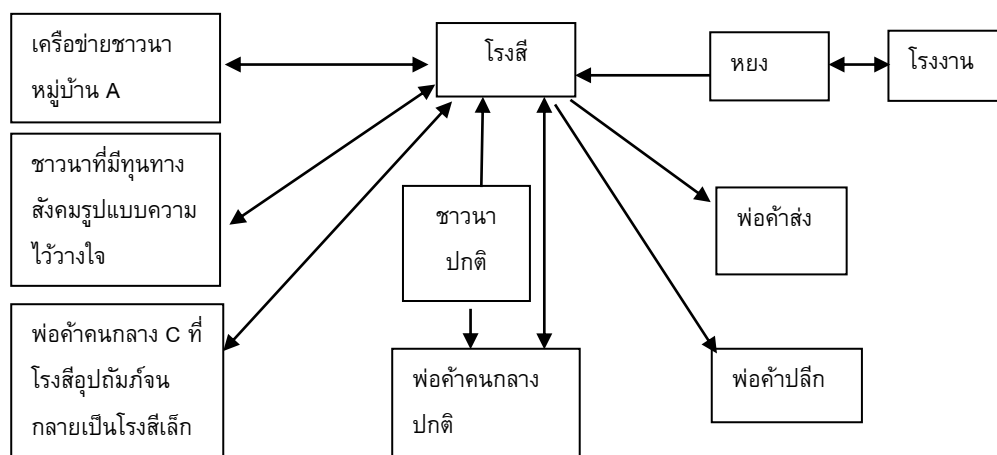 เครือข่ายชาวนา
หมู่บ้าน A
โรงสี
หยง
โรงงาน
ชาวนาที่มีทุนทาง
สังคมรูปแบบความ
ไว้วางใจ
ชาวนา
ปกติ
พ่อค้าส่ง
พ่อค้าคนกลาง C ที่
โรงสีอุปถัมภ์จน
กลายเป็นโรงสีเล็ก
พ่อค้าคนกลาง
ปกติ
พ่อค้าปลีก